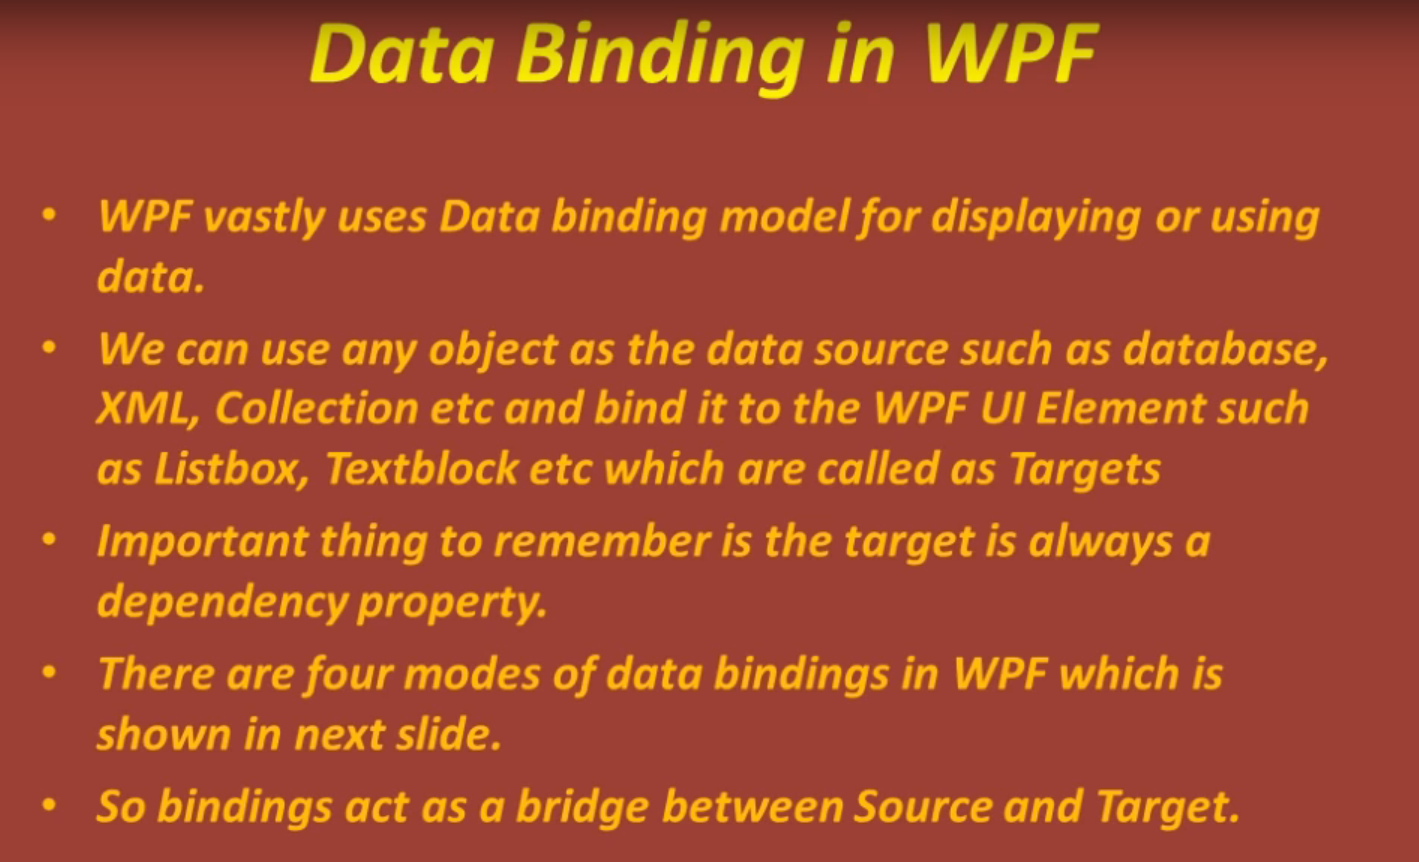 Data Binding in WPF
• WPF vastly uses Data binding model for displaying or using
data.
• We can use any object as the data source such as database,
XML, Collection etc and bind it to the WPF UI Element such
as Listbox, Textblock etc which are called as Targets
• Important thing to remember is the target is always a
dependency property.
• There are four modes of data bindings in WPF which is
shown in next slide.
• So bindings act as a bridge between Source and Target.